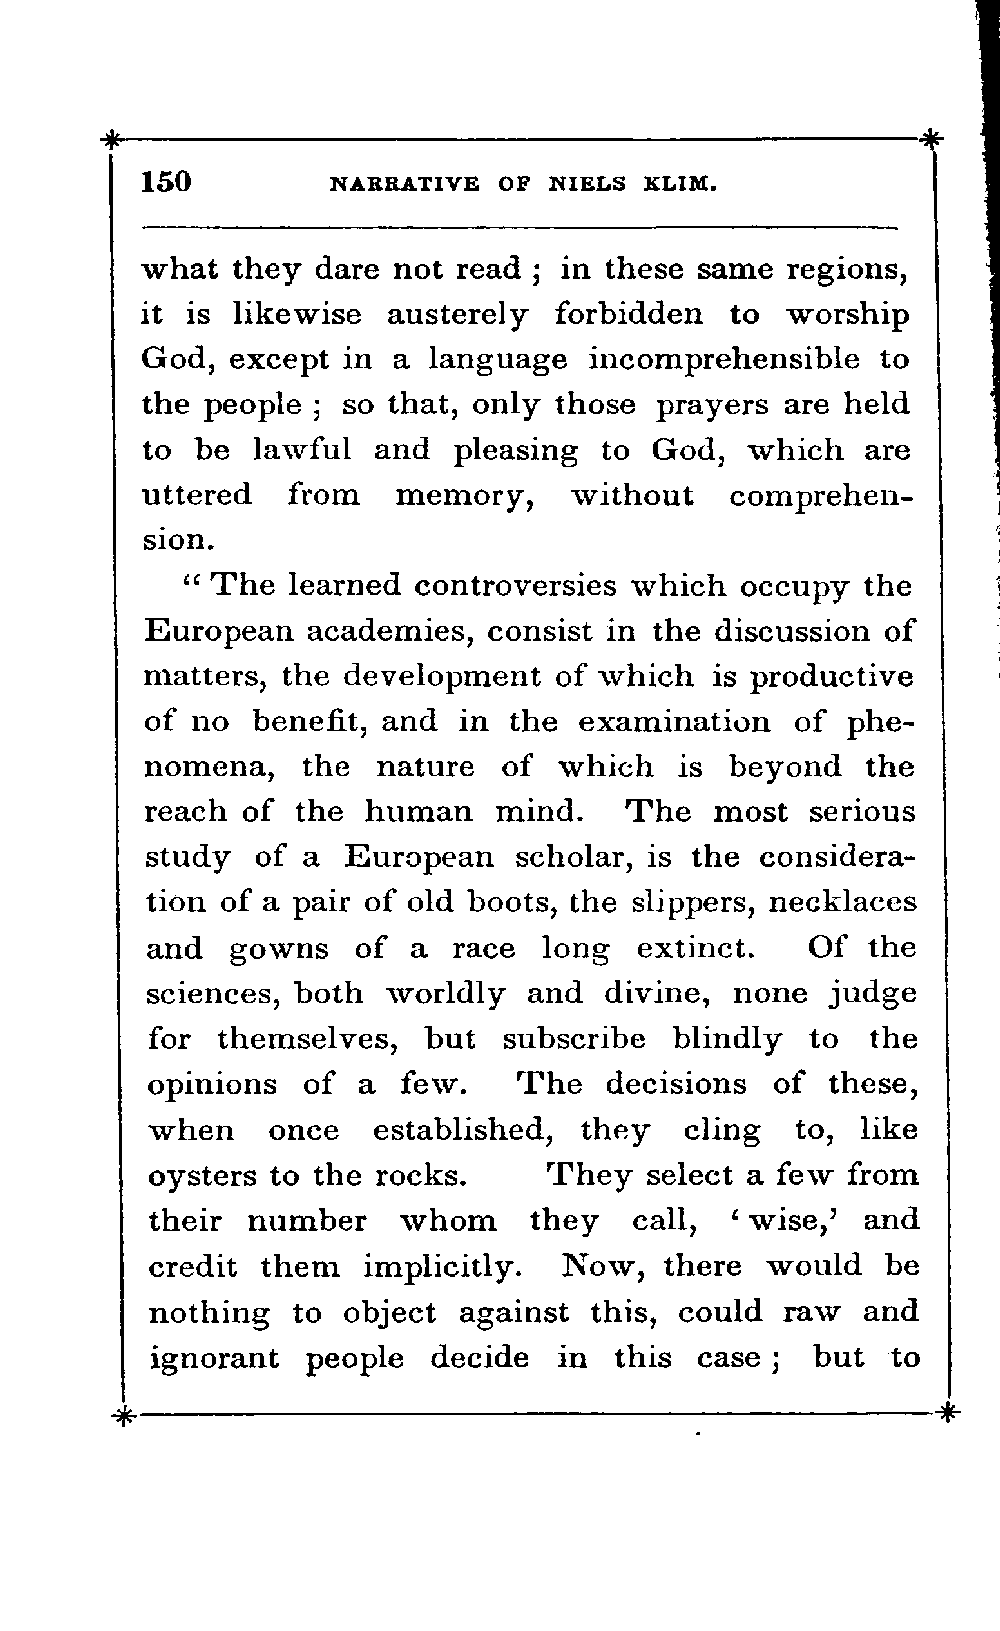 150 NARRATIVE OF NIELS KLIM.
what they dare not read ; in these same regions,
it is likewise austerely forbidden to worship
God, except in a language incomprehensible to
the people ; so that, only those prayers are held
to be lawful and pleasing to God, which are
uttered from memory, without comprehen-
sion.
“ The learned controversies which occupy the
European academies, consist in the discussion of
matters, the development of which is productive
of no benefit, and in the examination of phe-
nomena, the nature of which is beyond the
reach of the human mind. The most serious
study of a European scholar, is the considera-
tion of a pair of old boots, the slippers, necklaces
and gowns of a race long extinct. Of the
sciences, both worldly and divine, none judge
for themselves, but subscribe blindly to the
opinions of a few. The decisions of these,
when once established, they cling to, like
oysters to the rocks. They select a few from
their number whom they call, ‘ wise,’ and
credit them implicitly. Now, there would be
nothing to object against this, could raw and
ignorant people decide in this case ; but to